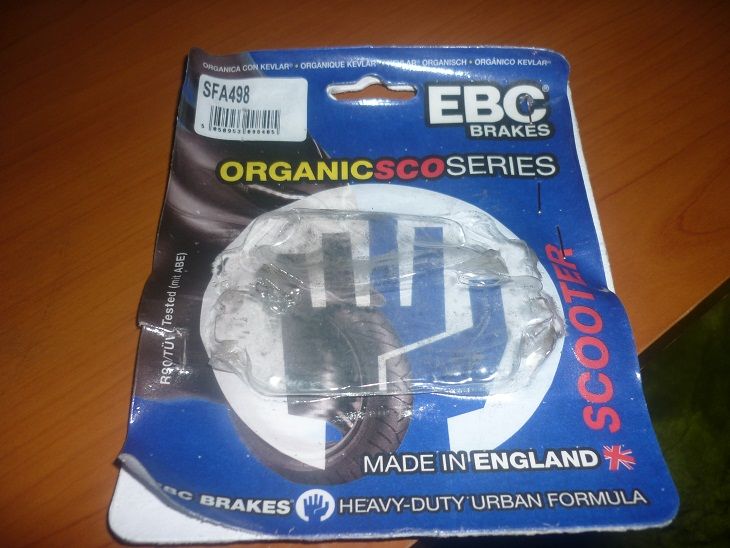 ORGANICA CON KEVLAR® • ORGANIQUE KEVLAR® • KEVLAR® ORGANISCH • ORGÁNICO KEVLAR®
SFA498
EBC®
BRAKES
ORGANICSCOSERIES
R90/TÜV Tested (mit ABE)
SCOOTER
MADE IN ENGLAND
EBC BRAKES® HEAVY-DUTY URBAN FORMULA